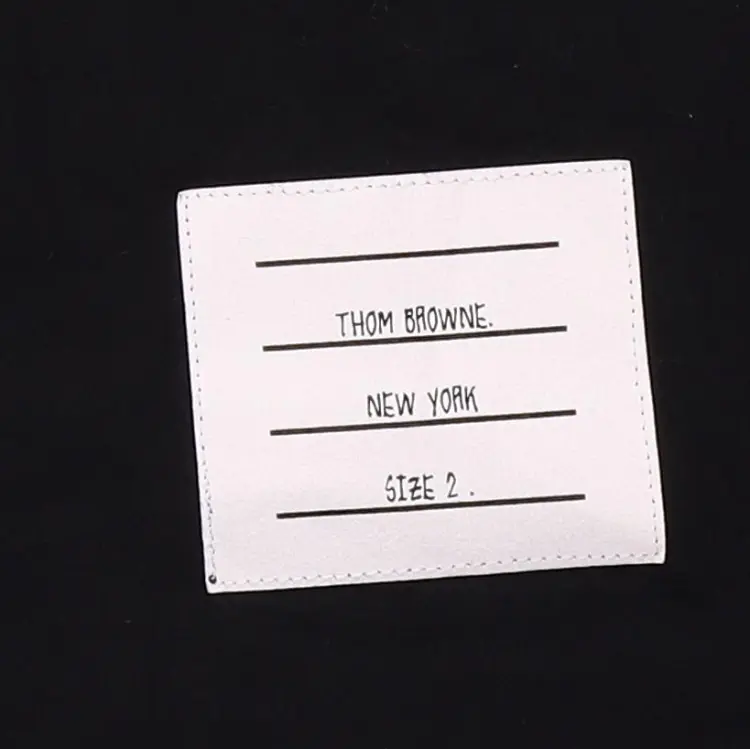 THOM BROWNE.
NEW YORK
SIZE 2 .